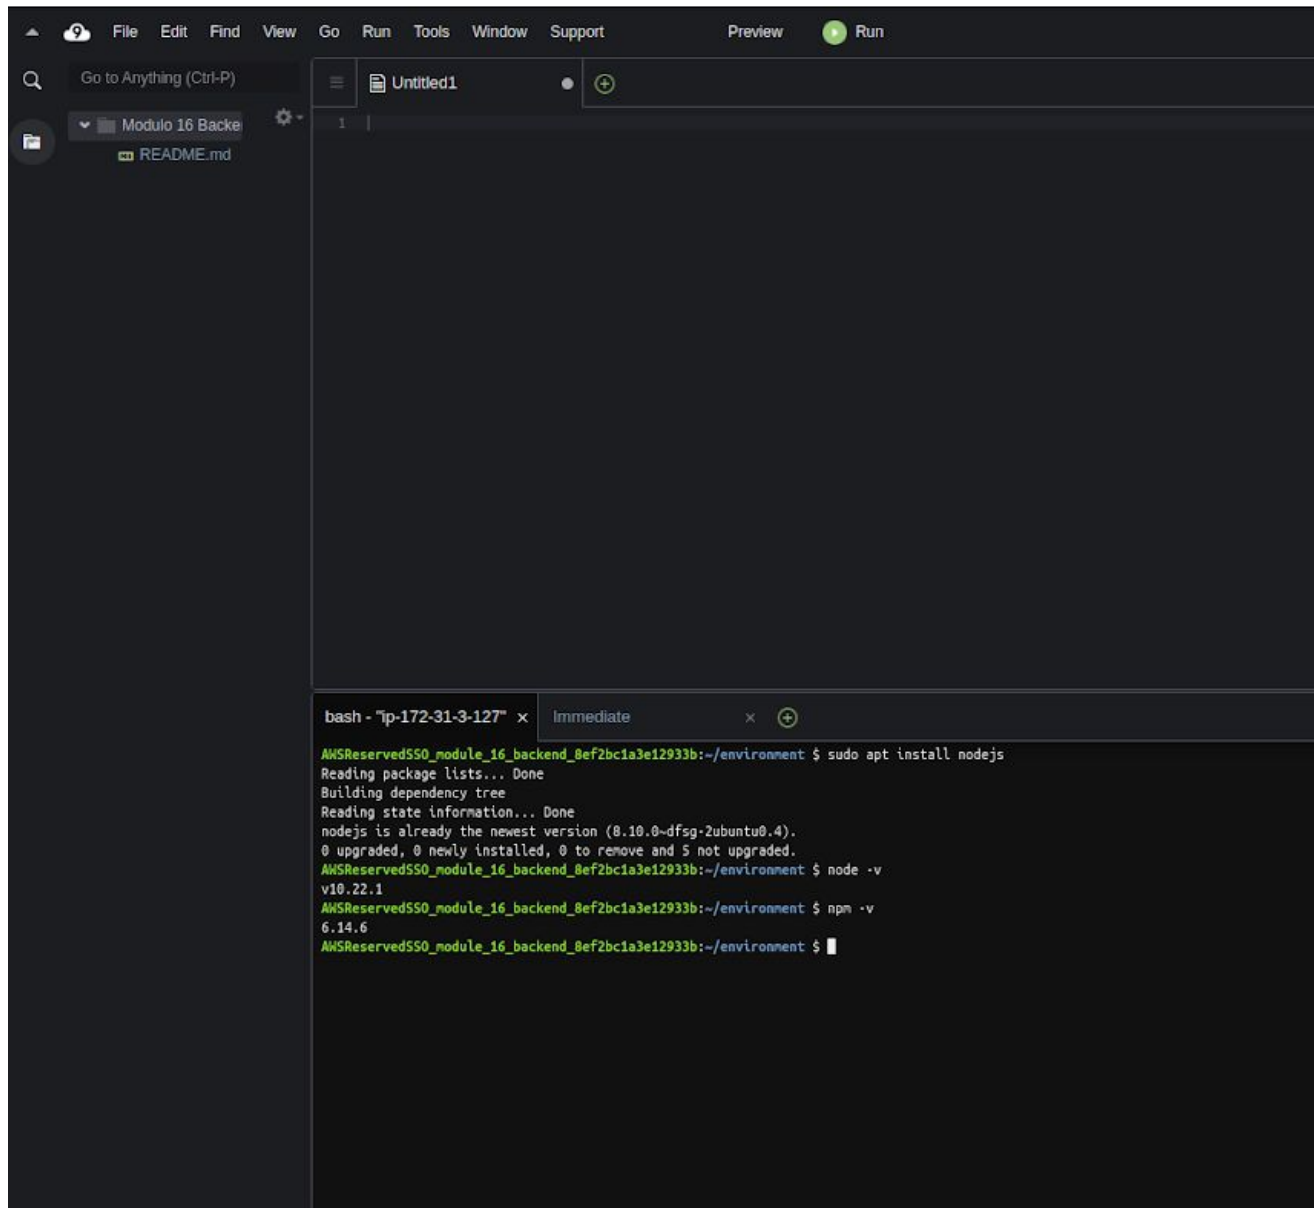 9 File Edit Find View Go Run Tools Window Support Preview Run
Go to Anything (Ctrl-P)
Untitled1
Modulo 16 Backe
1
README.md
bash - "ip-172-31-3-127" × Immediate ×
AWSReservedSSO_module_16_backend_8ef2bc1a3e12933b:~/environment $ sudo apt install nodejs
Reading package lists... Done
Building dependency tree
Reading state information... Done
nodejs is already the newest version (8.10.0~dfsg-2ubuntu0.4).
0 upgraded, 0 newly installed, 0 to remove and 5 not upgraded.
AWSReservedSSO_module_16_backend_8ef2bc1a3e12933b:~/environment $ node -v
v10.22.1
AWSReservedSSO_module_16_backend_8ef2bc1a3e12933b:~/environment $ npm -v
6.14.6
AWSReservedSSO_module_16_backend_8ef2bc1a3e12933b:~/environment $